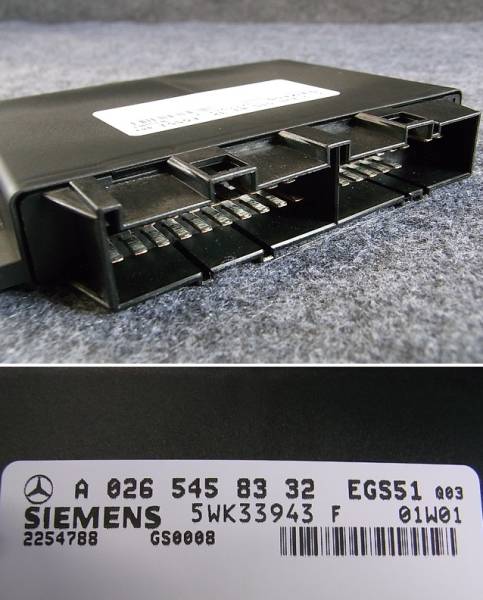 A 026 545 83 32 EGS51 Q03
SIEMENS 5WK33943 F 01W01
2254788 GS0008